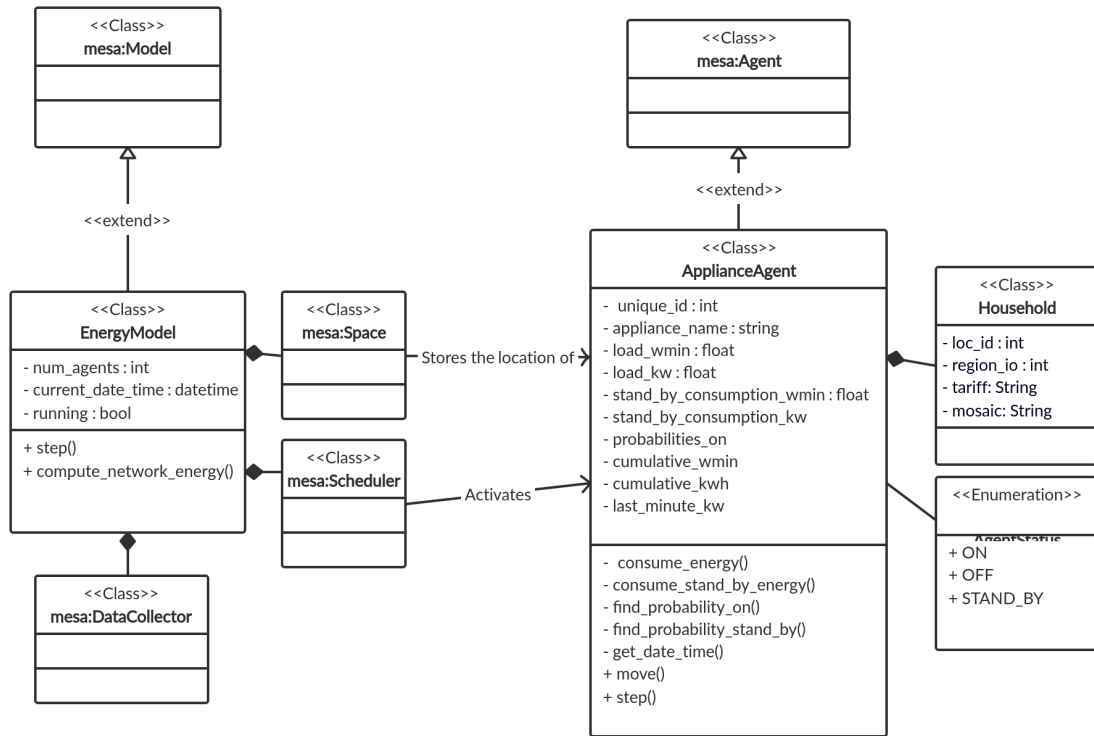 <<Class>>
mesa:Model
<<Class>>
mesa:Agent
<<extend>>
<<extend>>
<<Class>>
EnergyModel
- num_agents : int
- current_date_time : datetime
- running : bool
+ step()
+ compute_network_energy()
<<Class>>
mesa:Space
Stores the location of
<<Class>>
mesa:Scheduler
Activates
<<Class>>
mesa:DataCollector
<<Class>>
ApplianceAgent
- unique_id : int
- appliance_name : string
- load_wmin : float
- load_kw : float
- stand_by_consumption_wmin : float
- stand_by_consumption_kw
- probabilities_on
- cumulative_wmin
- cumulative_kwh
- last_minute_kw
- consume_energy()
- consume_stand_by_energy()
- find_probability_on()
- find_probability_stand_by()
- get_date_time()
+ move()
+ step()
<<Class>>
Household
- loc_id : int
- region_io : int
- tariff: String
- mosaic: String
<<Enumeration>>
AgentStatus
+ ON
+ OFF
+ STAND_BY